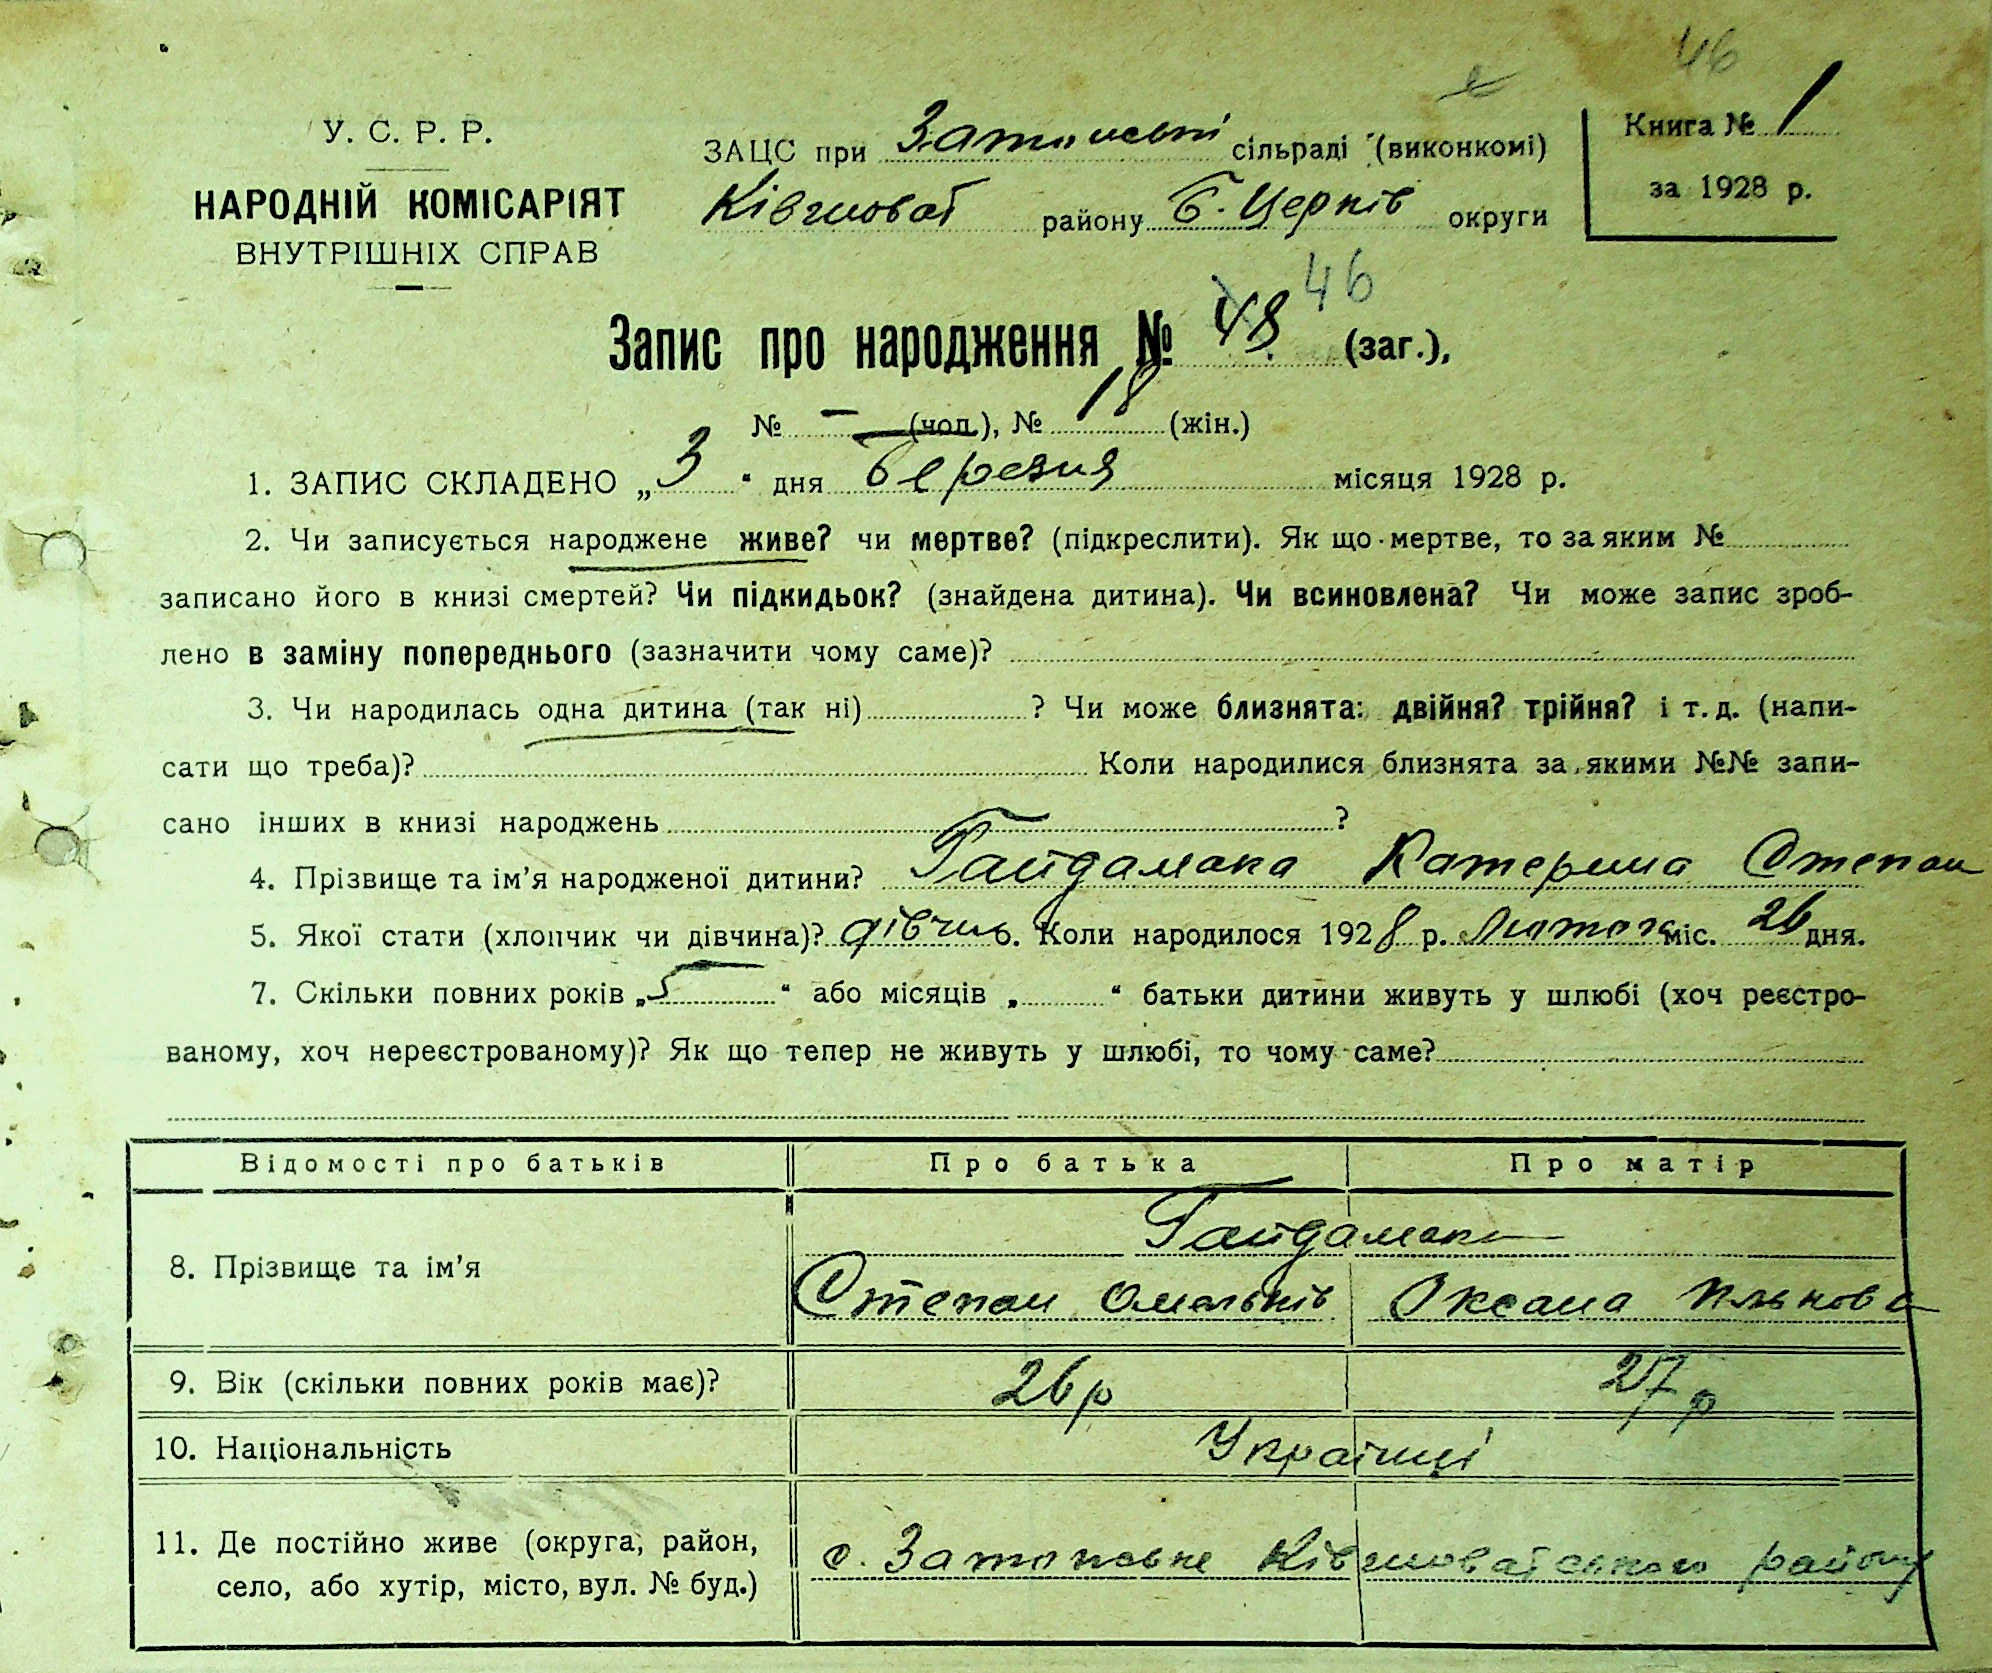 46
У. С. Р. Р.
НАРОДНІЙ КОМІСАРІЯТ
ВНУТРІШНІХ СПРАВ
ЗАЦС при сільраді (виконкомі)
Ківшоват району Б. Церків округи
Книга № 1
за 1928 р.
Запис про народження № 48 46 (заг.),
№ – (чол.), № 18 (жін.)
1. ЗАПИС СКЛАДЕНО „3“ дня Березня місяця 1928 р.
2. Чи записується народжене живе? чи мертве? (підкреслити). Як що мертве, то за яким №
записано його в книзі смертей? Чи підкидьок? (знайдена дитина). Чи всиновлена? Чи може запис зроб-
лено в заміну попереднього (зазначити чому саме)?
3. Чи народилась одна дитина (так ні) ? Чи може близнята: двійня? трійня? і т. д. (напи-
сати що треба)? Коли народилися близнята за якими №№ запи-
сано інших в книзі народжень ?
4. Прізвище та ім’я народженої дитини? Гайдамака Катерина Степан
5. Якої стати (хлопчик чи дівчина)? дівчин 6. Коли народилося 1928 р. Лютого міс. 26 дня.
7. Скільки повних років „5“ або місяців „ “ батьки дитини живуть у шлюбі (хоч реєстро-
ваному, хоч нереєстрованому)? Як що тепер не живуть у шлюбі, то чому саме?
Відомості про батьків Про батька Про матір
8. Прізвище та ім’я Гайдамаки
Степан Омельків Оксана Ількова
9. Вік (скільки повних років має)? 26 р 27 р
10. Національність Українці
11. Де постійно живе (округа, район,
село, або хутір, місто, вул. № буд.)
с. Ківшоватського району